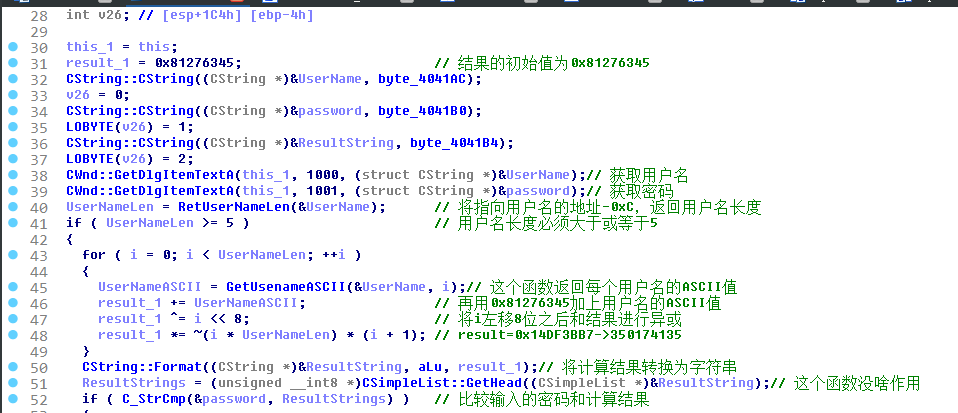 28 int v26; // [esp+1C4h] [ebp-4h]
29
30 this_1 = this;
31 result_1 = 0x81276345; // 结果的初始值为0x81276345
32 CString::CString((CString *)&UserName, byte_4041AC);
33 v26 = 0;
34 CString::CString((CString *)&password, byte_4041B0);
35 LOBYTE(v26) = 1;
36 CString::CString((CString *)&ResultString, byte_4041B4);
37 LOBYTE(v26) = 2;
38 CWnd::GetDlgItemTextA(this_1, 1000, (struct CString *)&UserName);// 获取用户名
39 CWnd::GetDlgItemTextA(this_1, 1001, (struct CString *)&password);// 获取密码
40 UserNameLen = RetUserNameLen(&UserName); // 将指向用户名的地址-0xC，返回用户名长度
41 if ( UserNameLen >= 5 ) // 用户名长度必须大于或等于5
42 {
43 for ( i = 0; i < UserNameLen; ++i )
44 {
45 UserNameASCII = GetUsenameASCII(&UserName, i);// 这个函数返回每个用户名的ASCII值
46 result_1 += UserNameASCII; // 再用0x81276345加上用户名的ASCII值
47 result_1 ^= i << 8; // 将i左移8位之后和结果进行异或
48 result_1 *= ~(i * UserNameLen) * (i + 1); // result=0x14DF3BB7->350174135
49 }
50 CString::Format((CString *)&ResultString, aLu, result_1);// 将计算结果转换为字符串
51 ResultStrings = (unsigned __int8 *)CSimpleList::GetHead((CSimpleList *)&ResultString);// 这个函数没啥作用
52 if ( C_StrCmp(&password, ResultStrings) ) // 比较输入的密码和计算结果